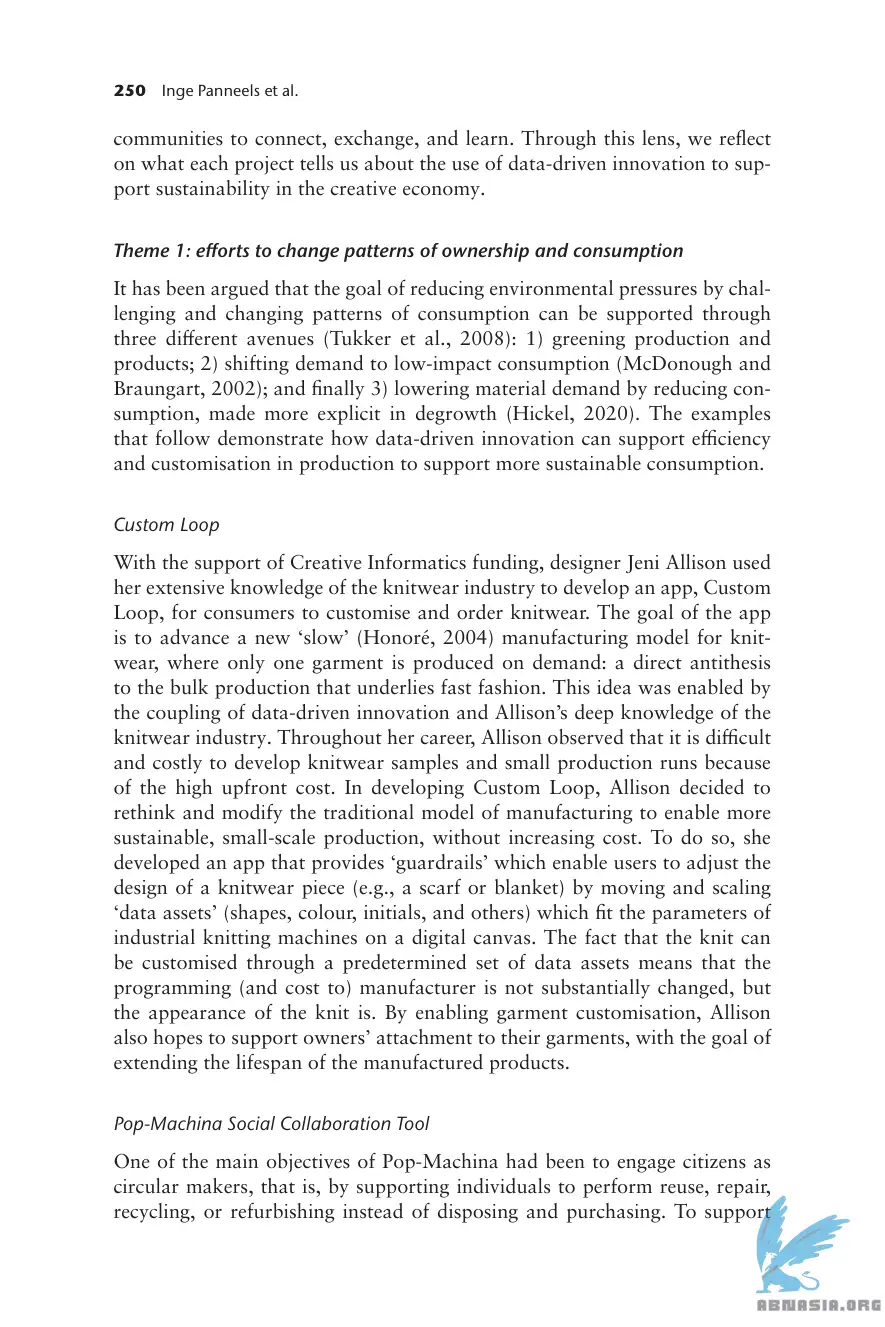 250 Inge Panneels et al.
communities to connect, exchange, and learn. Through this lens, we reflect
on what each project tells us about the use of data-driven innovation to sup-
port sustainability in the creative economy.
Theme 1: efforts to change patterns of ownership and consumption
It has been argued that the goal of reducing environmental pressures by chal-
lenging and changing patterns of consumption can be supported through
three different avenues (Tukker et al., 2008): 1) greening production and
products; 2) shifting demand to low-impact consumption (McDonough and
Braungart, 2002); and finally 3) lowering material demand by reducing con-
sumption, made more explicit in degrowth (Hickel, 2020). The examples
that follow demonstrate how data-driven innovation can support efficiency
and customisation in production to support more sustainable consumption.
Custom Loop
With the support of Creative Informatics funding, designer Jeni Allison used
her extensive knowledge of the knitwear industry to develop an app, Custom
Loop, for consumers to customise and order knitwear. The goal of the app
is to advance a new ‘slow’ (Honoré, 2004) manufacturing model for knit-
wear, where only one garment is produced on demand: a direct antithesis
to the bulk production that underlies fast fashion. This idea was enabled by
the coupling of data-driven innovation and Allison’s deep knowledge of the
knitwear industry. Throughout her career, Allison observed that it is difficult
and costly to develop knitwear samples and small production runs because
of the high upfront cost. In developing Custom Loop, Allison decided to
rethink and modify the traditional model of manufacturing to enable more
sustainable, small-scale production, without increasing cost. To do so, she
developed an app that provides ‘guardrails’ which enable users to adjust the
design of a knitwear piece (e.g., a scarf or blanket) by moving and scaling
‘data assets’ (shapes, colour, initials, and others) which fit the parameters of
industrial knitting machines on a digital canvas. The fact that the knit can
be customised through a predetermined set of data assets means that the
programming (and cost to) manufacturer is not substantially changed, but
the appearance of the knit is. By enabling garment customisation, Allison
also hopes to support owners’ attachment to their garments, with the goal of
extending the lifespan of the manufactured products.
Pop-Machina Social Collaboration Tool
One of the main objectives of Pop-Machina had been to engage citizens as
circular makers, that is, by supporting individuals to perform reuse, repair,
recycling, or refurbishing instead of disposing and purchasing. To support
ABNASIA.ORG